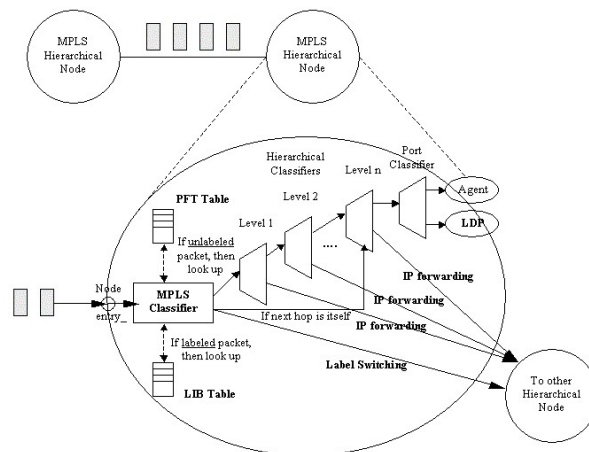 MPLS
Hierarchical
Node
MPLS
Hierarchical
Node
Hierarchical
Classifiers
Port
Classifier
Level n
Level 2
Level 1
PFT Table
Agent
LDP
If unlabeled
packet, then
look up
....
Node
entry_
MPLS
Classifier
If next hop is itself
IP forwarding
IP forwarding
IP forwarding
If labeled packet,
then look up
Label Switching
LIB Table
To other
Hierarchical
Node